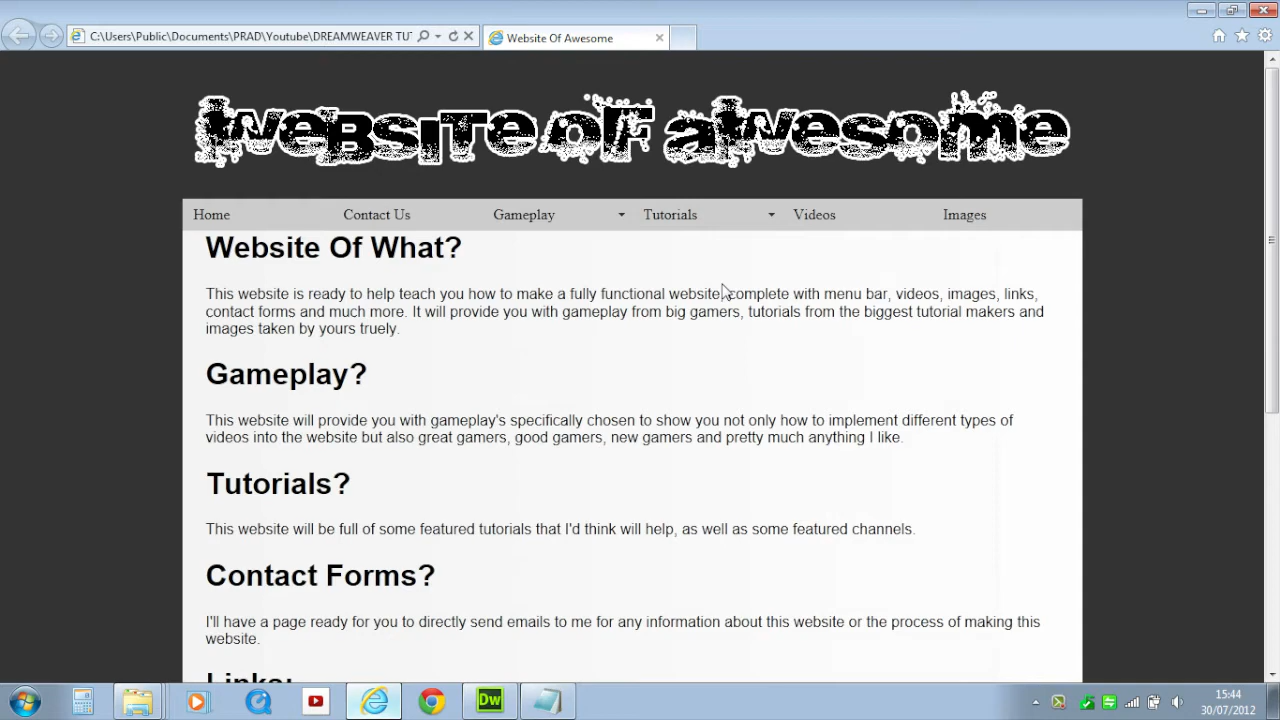 C:\Users\Public\Documents\PRAD\Youtube\DREAMWEAVER TUT
Website Of Awesome
Website of awesome
Home Contact Us Gameplay Tutorials Videos Images
Website Of What?
This website is ready to help teach you how to make a fully functional website complete with menu bar, videos, images, links,
contact forms and much more. It will provide you with gameplay from big gamers, tutorials from the biggest tutorial makers and
images taken by yours truely.
Gameplay?
This website will provide you with gameplay's specifically chosen to show you not only how to implement different types of
videos into the website but also great gamers, good gamers, new gamers and pretty much anything I like.
Tutorials?
This website will be full of some featured tutorials that I'd think will help, as well as some featured channels.
Contact Forms?
I'll have a page ready for you to directly send emails to me for any information about this website or the process of making this
website.
Links:
Dw
15:44
30/07/2012